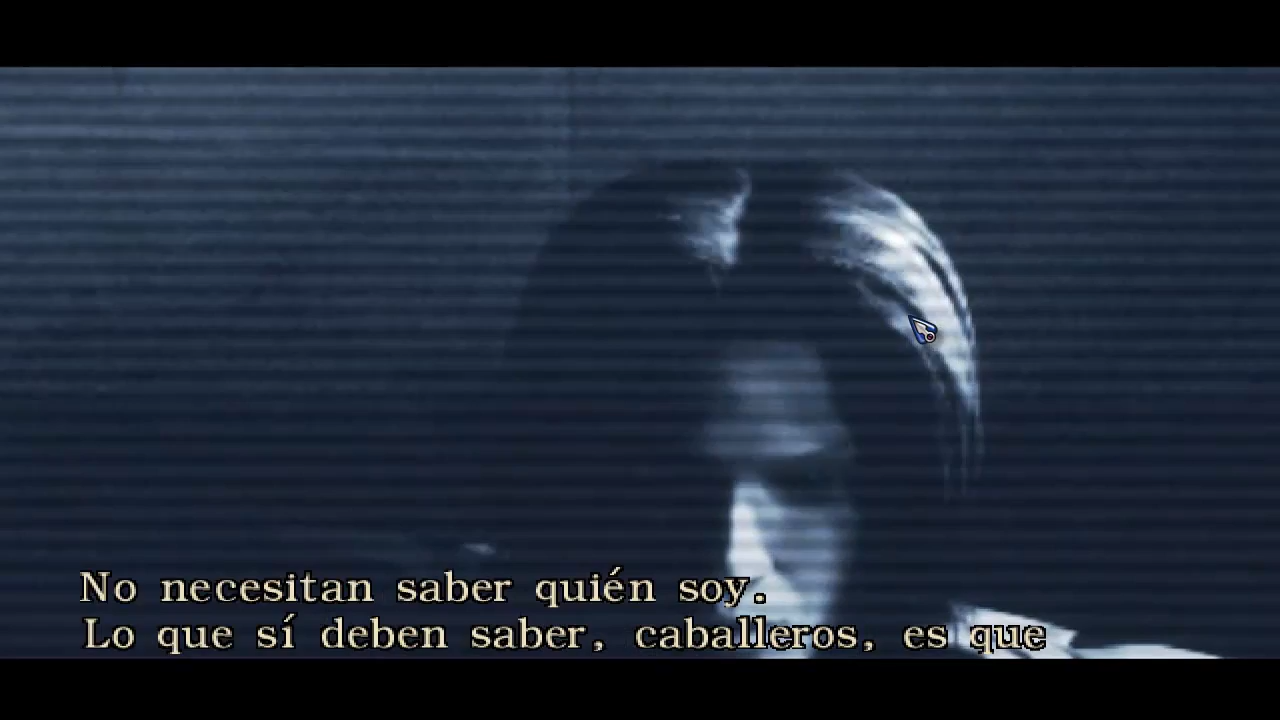 No necesitan saber quién soy.
Lo que sí deben saber, caballeros, es que